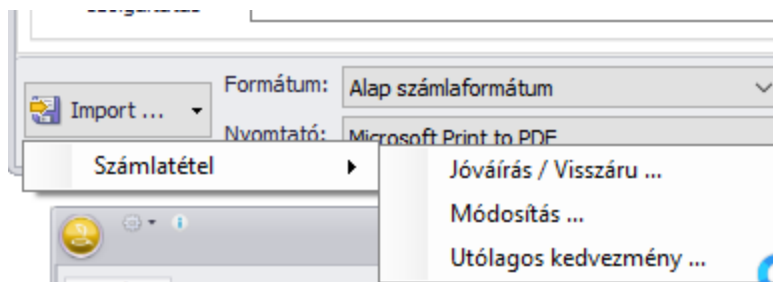 Formátum:
Alap számlaformátum
Import ...
Nyomtató:
Microsoft Print to PDF
Számlatétel
Jóváírás / Visszáru ...
Módosítás ...
Utólagos kedvezmény ...